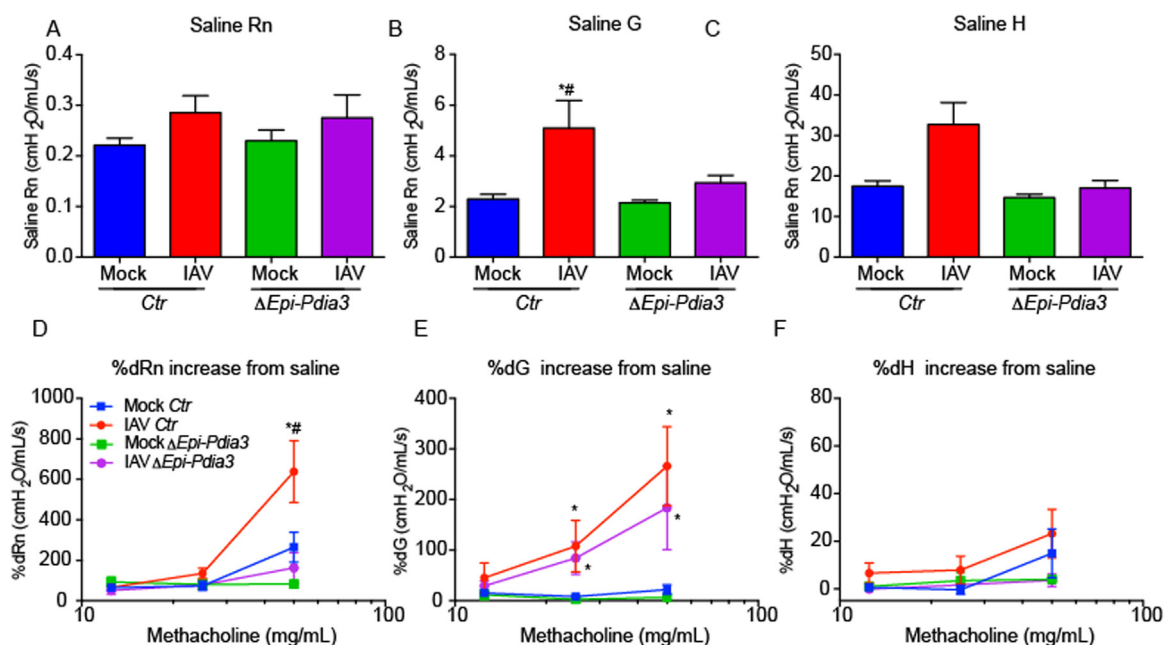 A
Saline Rn
Saline Rn (cmH2O/mL/s)
0.4
0.3
0.2
0.1
0.0
Mock
IAV
Mock
IAV
Ctr
ΔEpi-Pdia3
B
Saline G
Saline Rn (cmH2O/mL/s)
8
6
4
2
0
*#
Mock
IAV
Mock
IAV
Ctr
ΔEpi-Pdia3
C
Saline H
Saline Rn (cmH2O/mL/s)
50
40
30
20
10
0
Mock
IAV
Mock
IAV
Ctr
ΔEpi-Pdia3
D
%dRn increase from saline
%dRn (cmH2O/mL/s)
1000
800
600
400
200
0
Mock Ctr
IAV Ctr
Mock ΔEpi-Pdia3
IAV ΔEpi-Pdia3
*#
10
100
Methacholine (mg/mL)
E
%dG increase from saline
%dG (cmH2O/mL/s)
400
300
200
100
0
*
*
*
*
10
100
Methacholine (mg/mL)
F
%dH increase from saline
%dH (cmH2O/mL/s)
80
60
40
20
0
10
100
Methacholine (mg/mL)